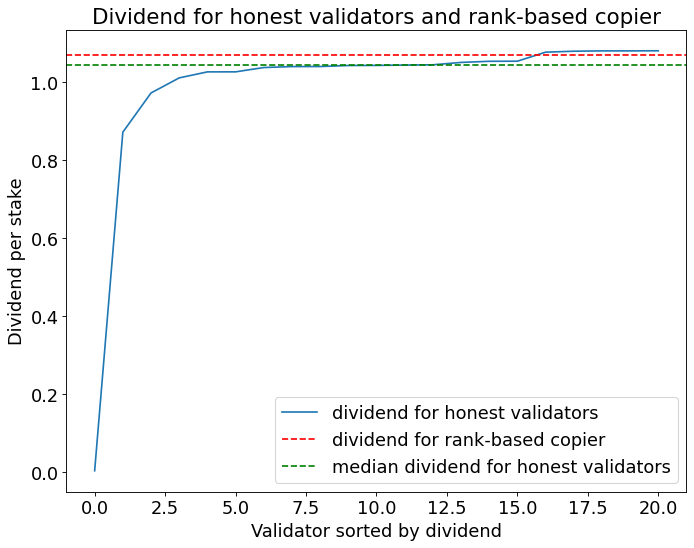 Dividend for honest validators and rank-based copier
Dividend per stake
1.0
0.8
0.6
0.4
0.2
0.0
dividend for honest validators
dividend for rank-based copier
median dividend for honest validators
0.0 2.5 5.0 7.5 10.0 12.5 15.0 17.5 20.0
Validator sorted by dividend